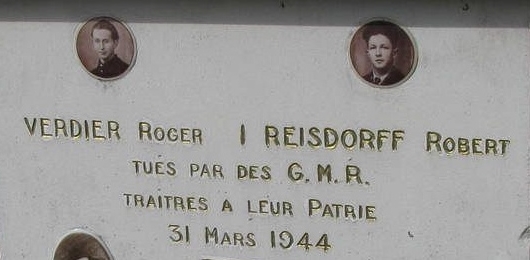 VERDIER ROGER I REISDORFF ROBERT
TUÉS PAR DES G.M.R.
TRAITRES A LEUR PATRIE
31 MARS 1944